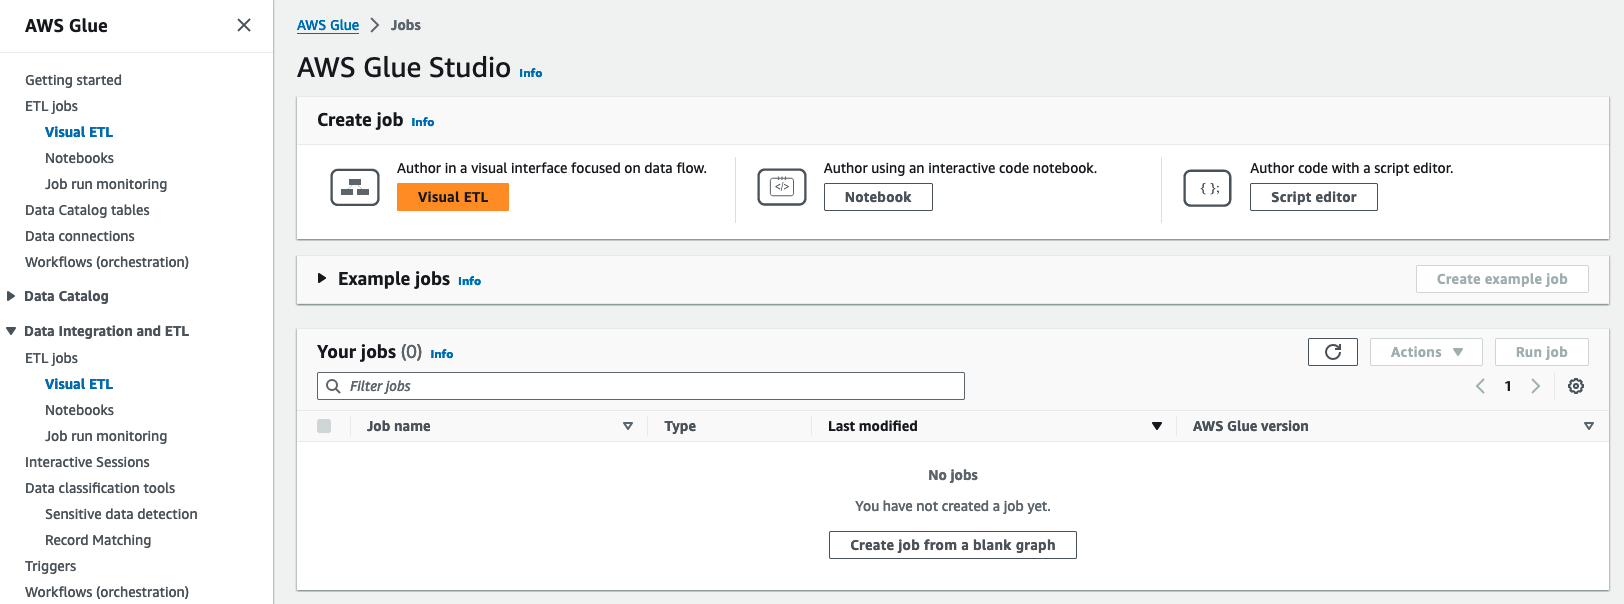 AWS Glue
Getting started
ETL jobs
Visual ETL
Notebooks
Job run monitoring
Data Catalog tables
Data connections
Workflows (orchestration)
Data Catalog
Data Integration and ETL
ETL jobs
Visual ETL
Notebooks
Job run monitoring
Interactive Sessions
Data classification tools
Sensitive data detection
Record Matching
Triggers
Workflows (orchestration)
AWS Glue > Jobs
AWS Glue Studio Info
Create job Info
Author in a visual interface focused on data flow.
Visual ETL
</>
Author using an interactive code notebook.
Notebook
{ };
Author code with a script editor.
Script editor
Example jobs Info
Create example job
Your jobs (0) Info
Actions
Run job
Filter jobs
1
Job name Type Last modified AWS Glue version
No jobs
You have not created a job yet.
Create job from a blank graph